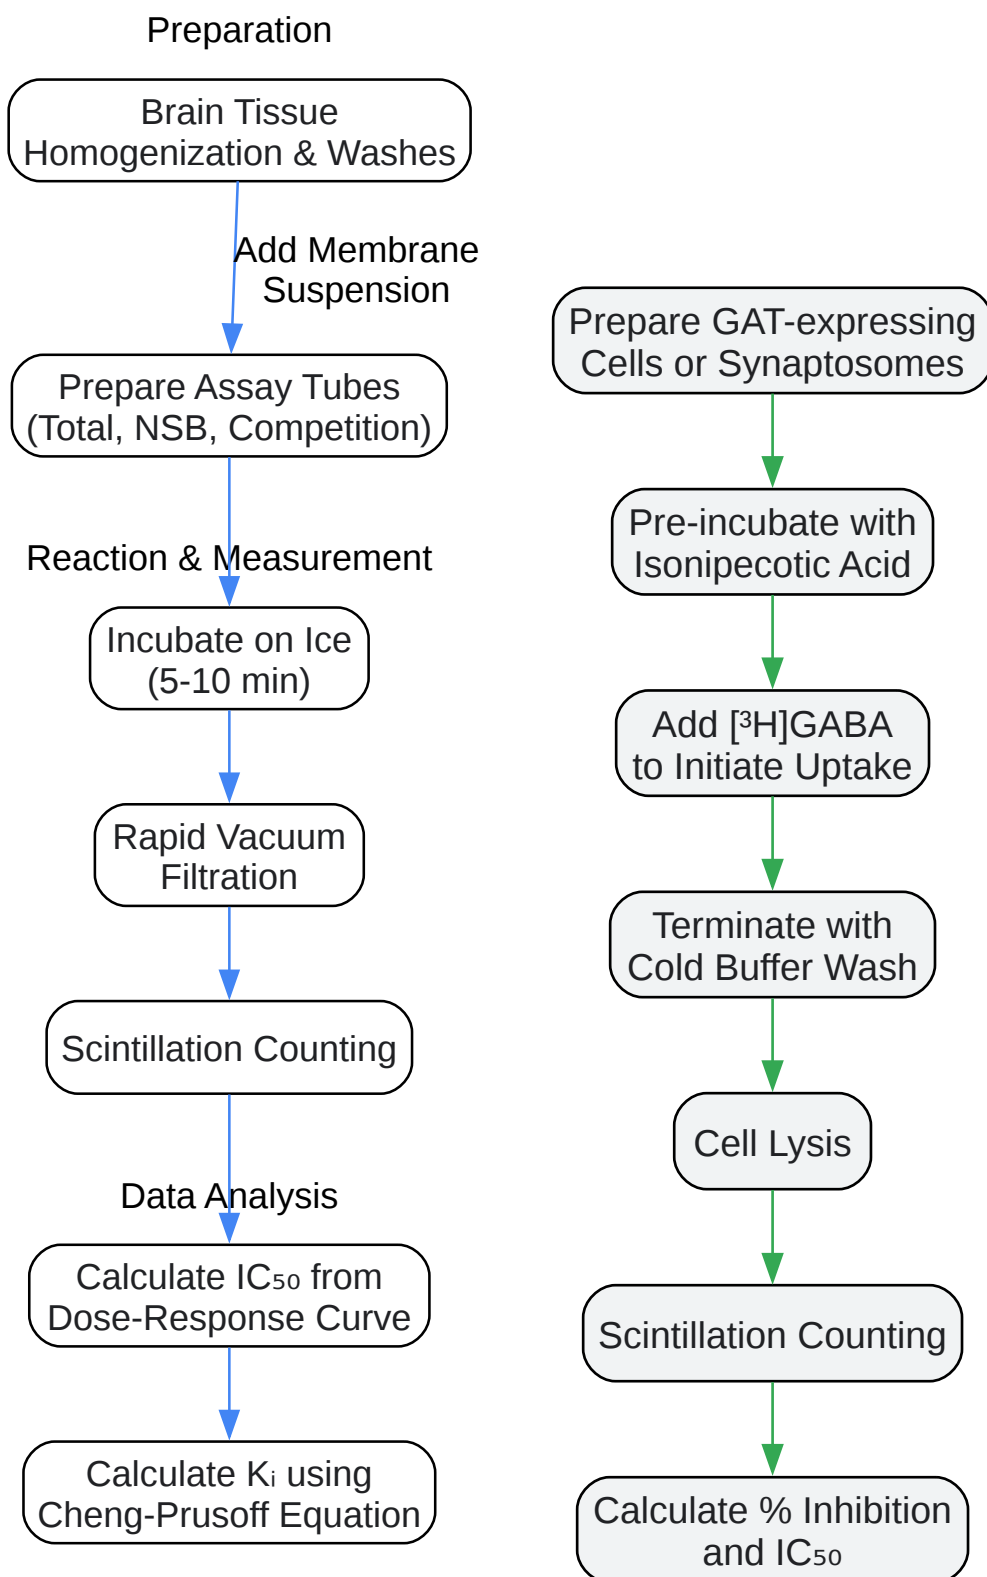 Preparation
Brain Tissue
Homogenization & Washes
Add Membrane
Suspension
Prepare Assay Tubes
(Total, NSB, Competition)
Reaction & Measurement
Incubate on Ice
(5-10 min)
Rapid Vacuum
Filtration
Scintillation Counting
Data Analysis
Calculate IC₅₀ from
Dose-Response Curve
Calculate Kᵢ using
Cheng-Prusoff Equation
Prepare GAT-expressing
Cells or Synaptosomes
Pre-incubate with
Isonipecotic Acid
Add [³H]GABA
to Initiate Uptake
Terminate with
Cold Buffer Wash
Cell Lysis
Scintillation Counting
Calculate % Inhibition
and IC₅₀